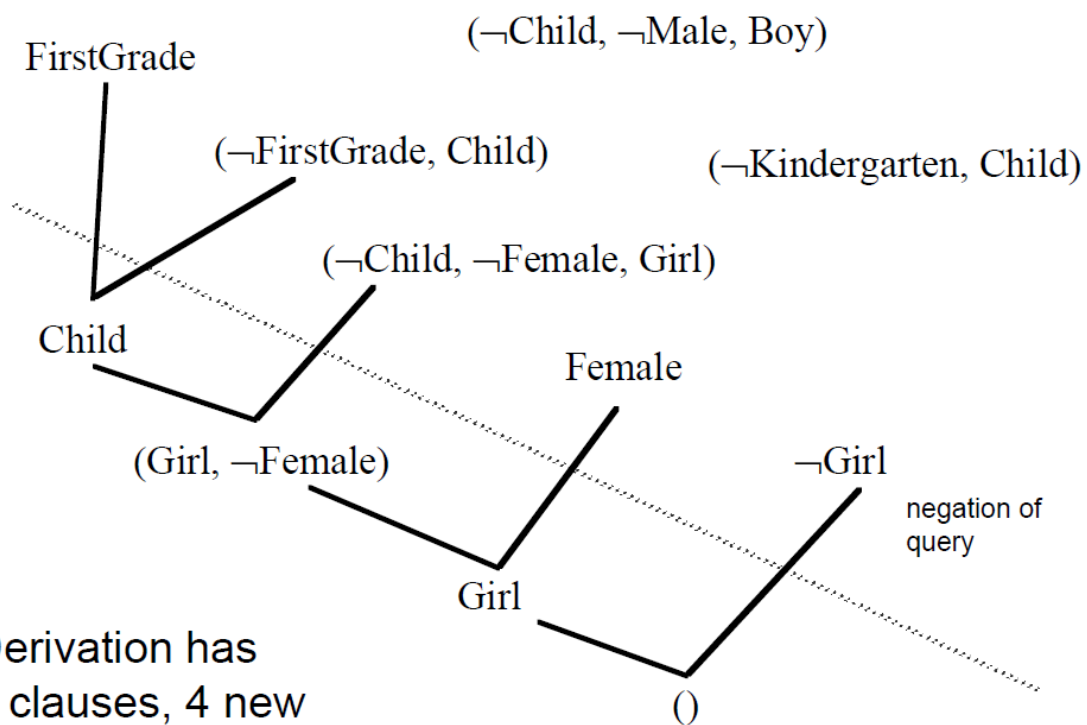 (¬Child, ¬Male, Boy)
FirstGrade
(¬FirstGrade, Child)
(¬Kindergarten, Child)
(¬Child, ¬Female, Girl)
Child
Female
(Girl, ¬Female)
¬Girl
negation of
query
Girl
has
clauses, 4 new
()